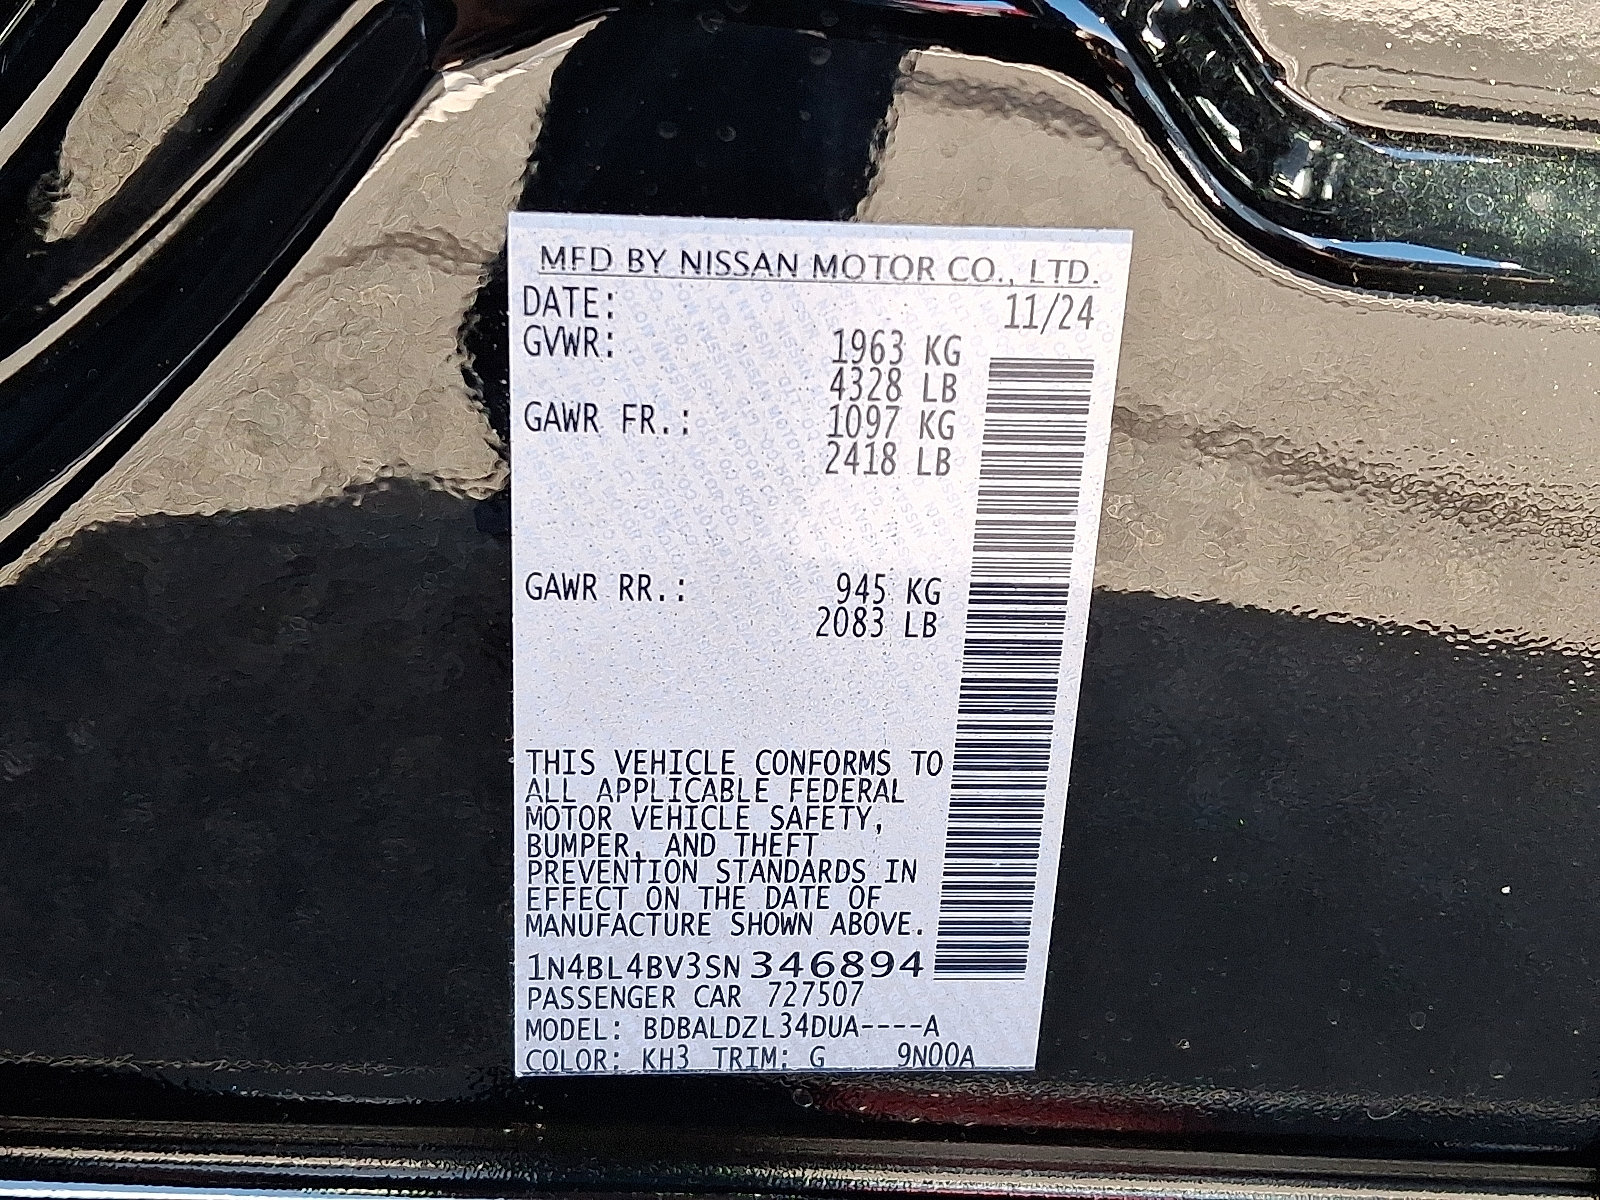 MFD BY NISSAN MOTOR CO., LTD.
DATE: 11/24
GVWR: 1963 KG
4328 LB
GAWR FR.: 1097 KG
2418 LB
GAWR RR.: 945 KG
2083 LB
THIS VEHICLE CONFORMS TO
ALL APPLICABLE FEDERAL
MOTOR VEHICLE SAFETY,
BUMPER, AND THEFT
PREVENTION STANDARDS IN
EFFECT ON THE DATE OF
MANUFACTURE SHOWN ABOVE.
1N4BL4BV3SN346894
PASSENGER CAR 727507
MODEL: BDBALDZL34DUA----A
COLOR: KH3 TRIM: G 9N00A